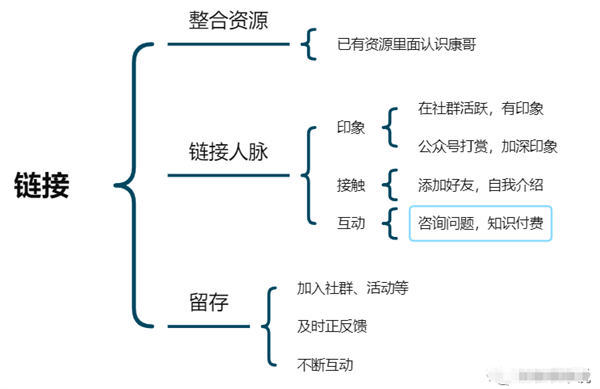 链接
整合资源
已有资源里面认识康哥
链接人脉
印象
在社群活跃，有印象
公众号打赏，加深印象
接触
添加好友，自我介绍
互动
咨询问题，知识付费
留存
加入社群、活动等
及时正反馈
不断互动